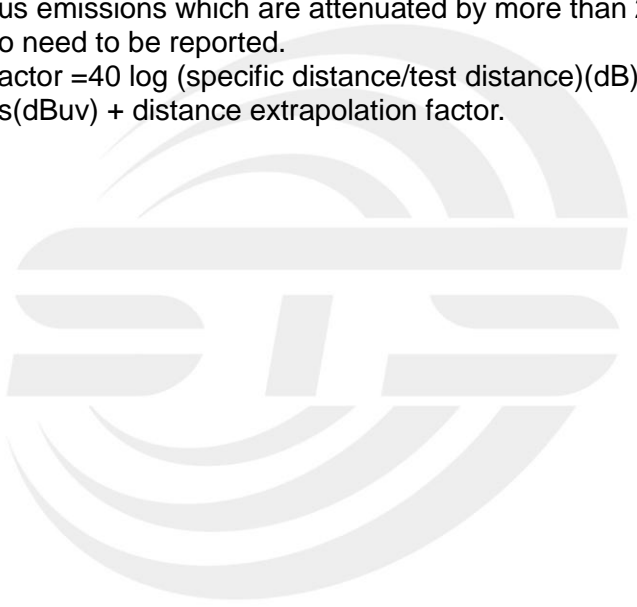 us emissions which are attenuated by more than
o need to be reported.
actor =40 log (specific distance/test distance)(dB)
s(dBuv) + distance extrapolation factor.
STS